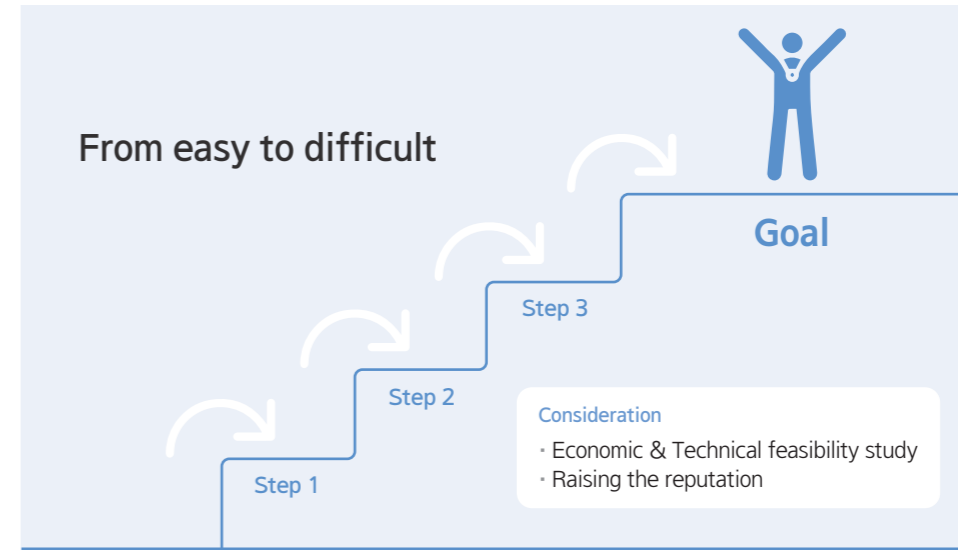 From easy to difficult
Goal
Step 3
Step 2
Step 1
Consideration
· Economic & Technical feasibility study
· Raising the reputation